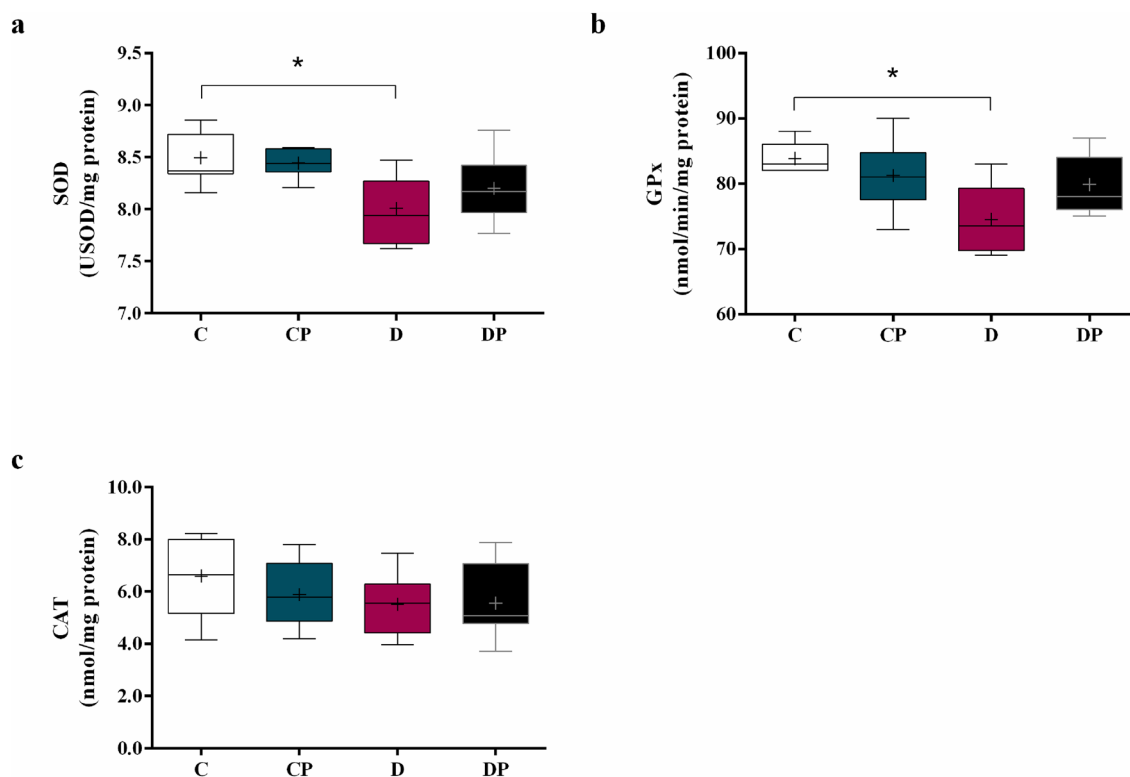 a
SOD
(USOD/mg protein)
9.5
9.0
8.5
8.0
7.5
7.0
*
C CP D DP
b
GPx
(nmol/min/mg protein)
100
90
80
70
60
*
C CP D DP
c
CAT
(nmol/mg protein)
10.0
8.0
6.0
4.0
2.0
0.0
C CP D DP